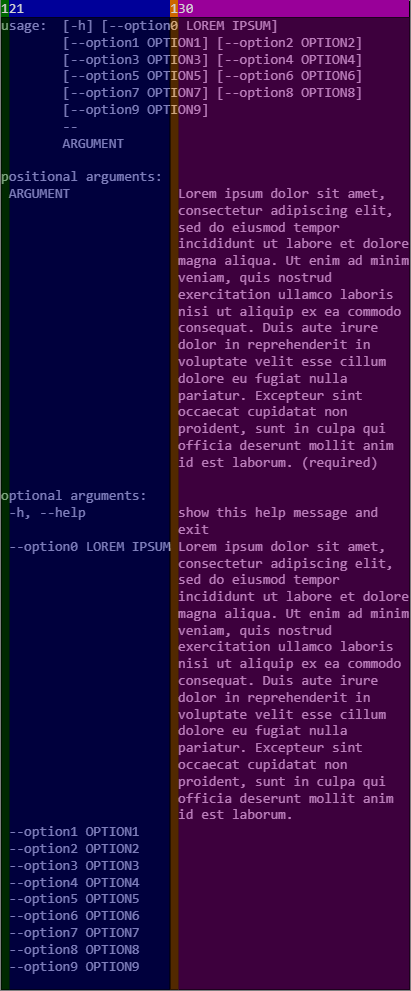 121 130
usage: [-h] [--option0 LOREM IPSUM]
[--option1 OPTION1] [--option2 OPTION2]
[--option3 OPTION3] [--option4 OPTION4]
[--option5 OPTION5] [--option6 OPTION6]
[--option7 OPTION7] [--option8 OPTION8]
[--option9 OPTION9]
--
ARGUMENT
positional arguments:
ARGUMENT Lorem ipsum dolor sit amet,
consectetur adipiscing elit,
sed do eiusmod tempor
incididunt ut labore et dolore
magna aliqua. Ut enim ad minim
veniam, quis nostrud
exercitation ullamco laboris
nisi ut aliquip ex ea commodo
consequat. Duis aute irure
dolor in reprehenderit in
voluptate velit esse cillum
dolore eu fugiat nulla
pariatur. Excepteur sint
occaecat cupidatat non
proident, sunt in culpa qui
officia deserunt mollit anim
id est laborum. (required)
optional arguments:
-h, --help show this help message and
exit
--option0 LOREM IPSUM Lorem ipsum dolor sit amet,
consectetur adipiscing elit,
sed do eiusmod tempor
incididunt ut labore et dolore
magna aliqua. Ut enim ad minim
veniam, quis nostrud
exercitation ullamco laboris
nisi ut aliquip ex ea commodo
consequat. Duis aute irure
dolor in reprehenderit in
voluptate velit esse cillum
dolore eu fugiat nulla
pariatur. Excepteur sint
occaecat cupidatat non
proident, sunt in culpa qui
officia deserunt mollit anim
id est laborum.
--option1 OPTION1
--option2 OPTION2
--option3 OPTION3
--option4 OPTION4
--option5 OPTION5
--option6 OPTION6
--option7 OPTION7
--option8 OPTION8
--option9 OPTION9